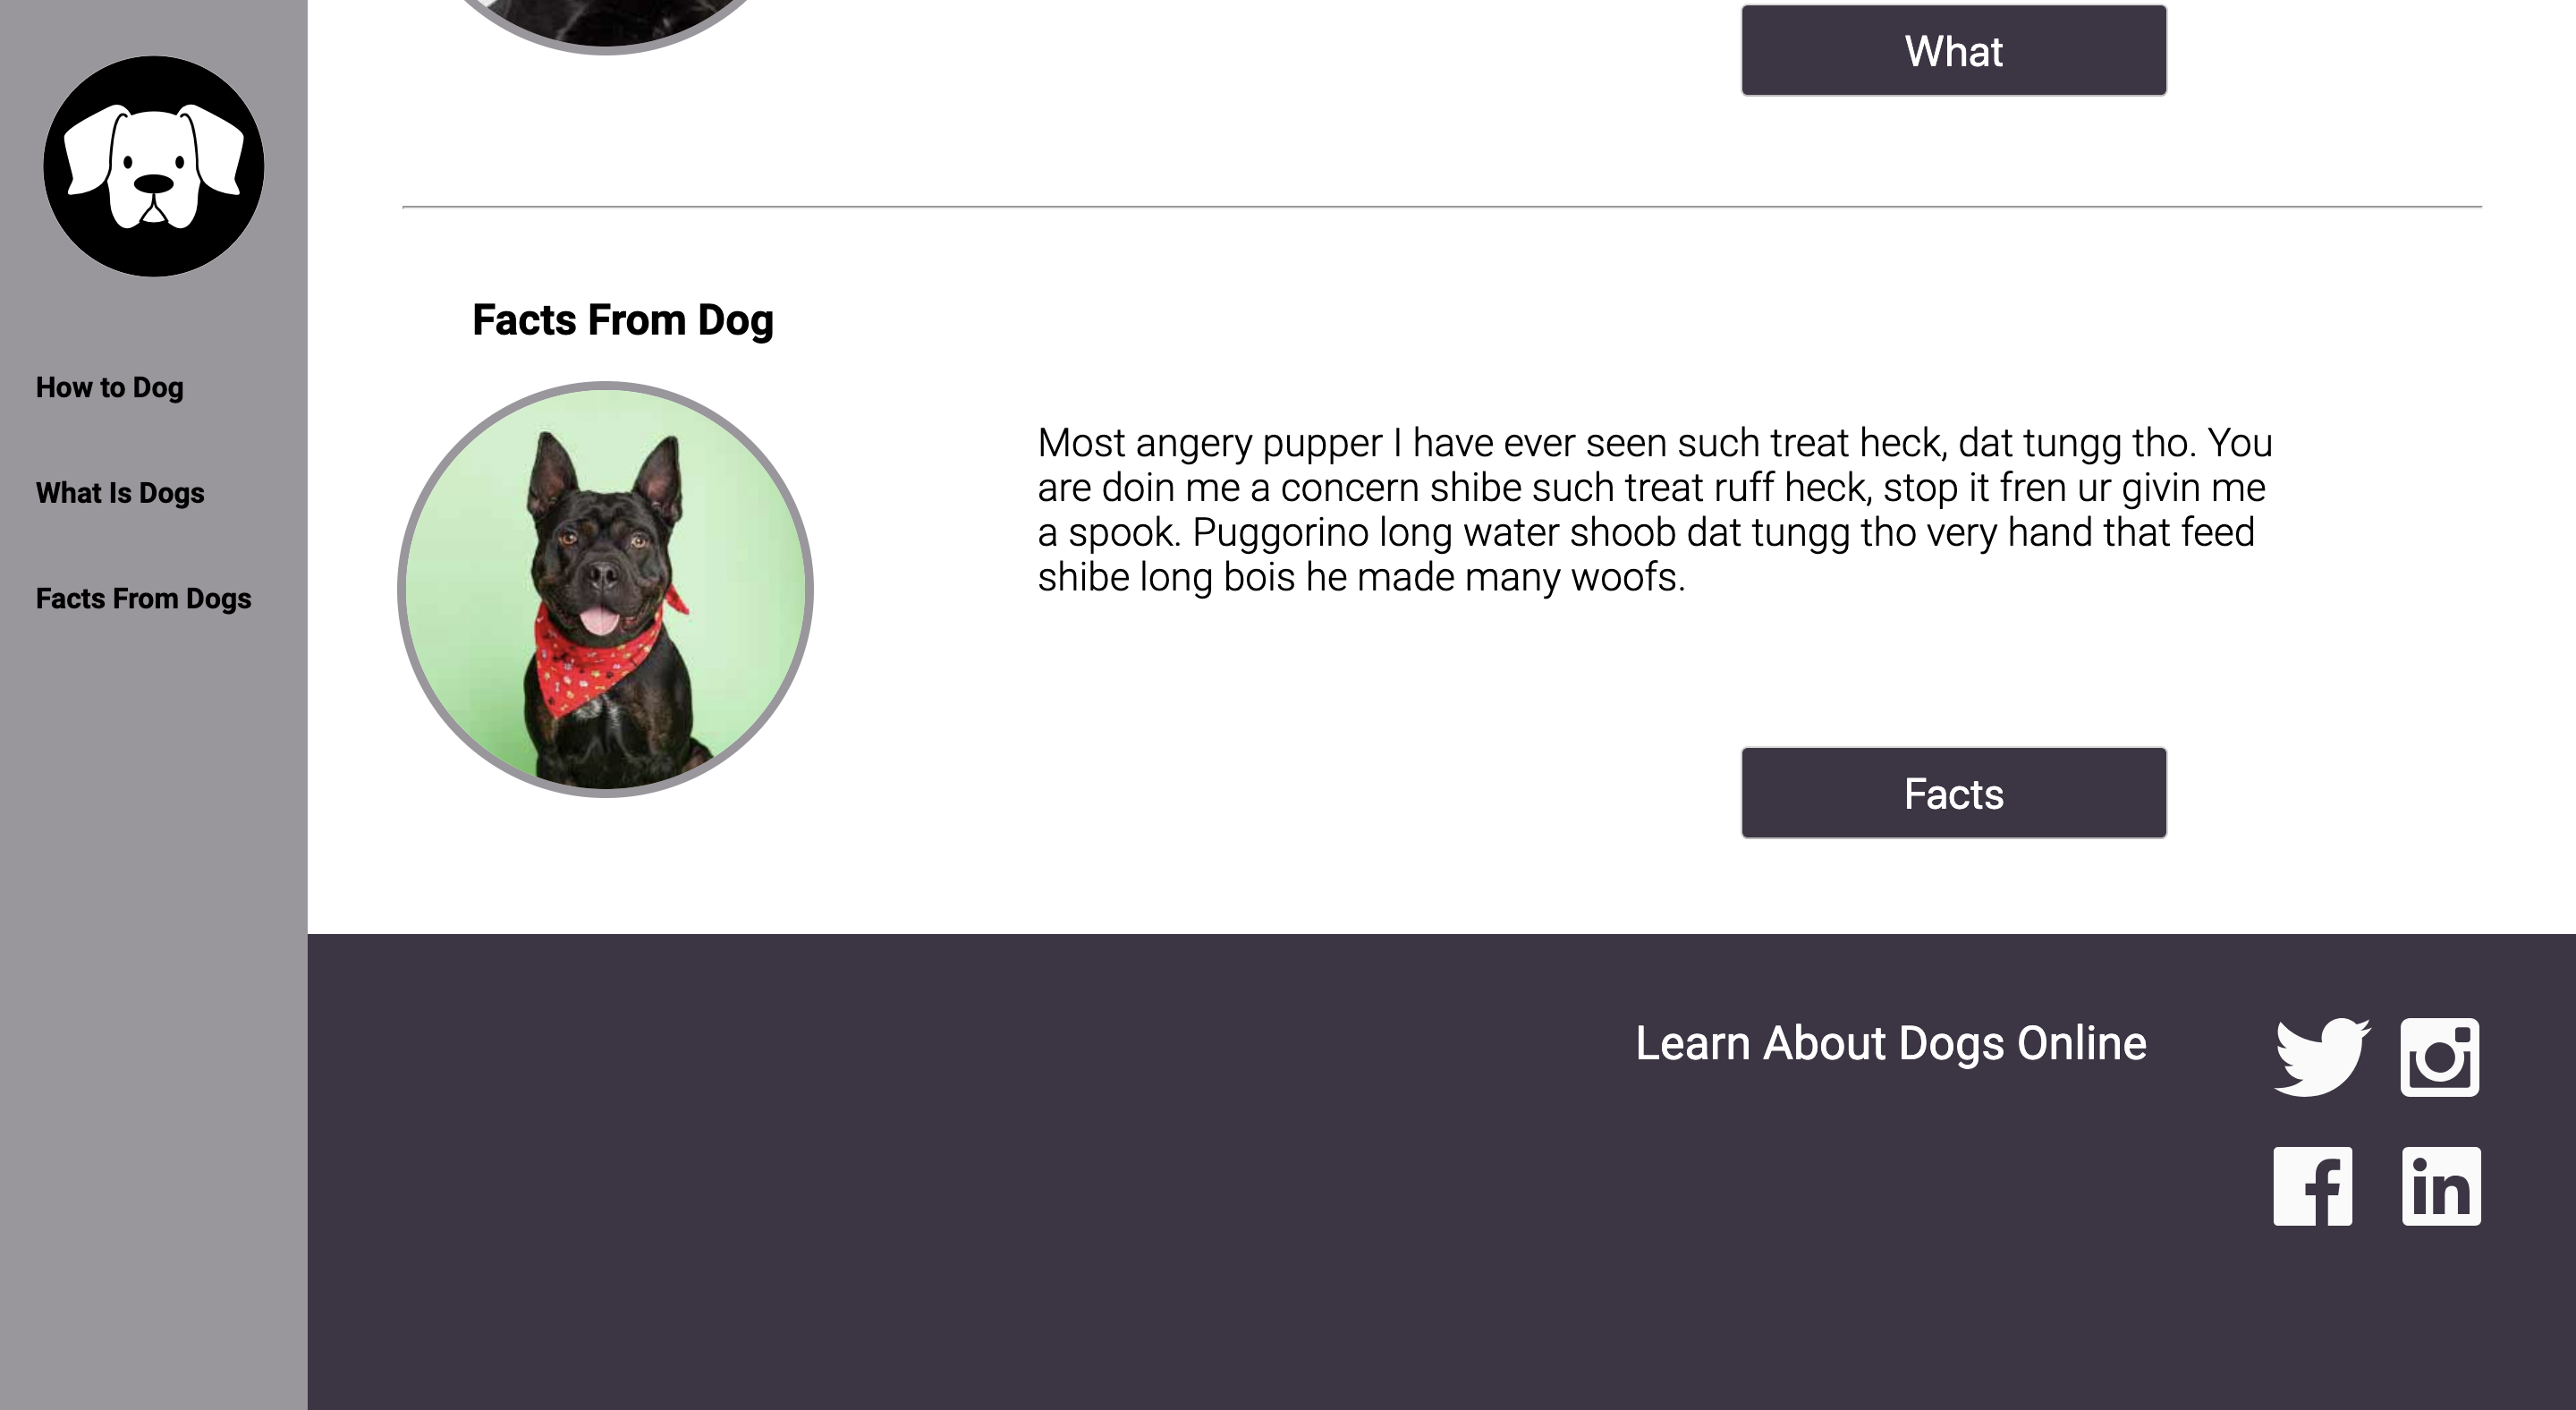 What
Facts From Dog
How to Dog
What Is Dogs
Facts From Dogs
Most angery pupper I have ever seen such treat heck, dat tungg tho. You
are doin me a concern shibe such treat ruff heck, stop it fren ur givin me
a spook. Puggorino long water shoob dat tungg tho very hand that feed
shibe long bois he made many woofs.
Facts
Learn About Dogs Online